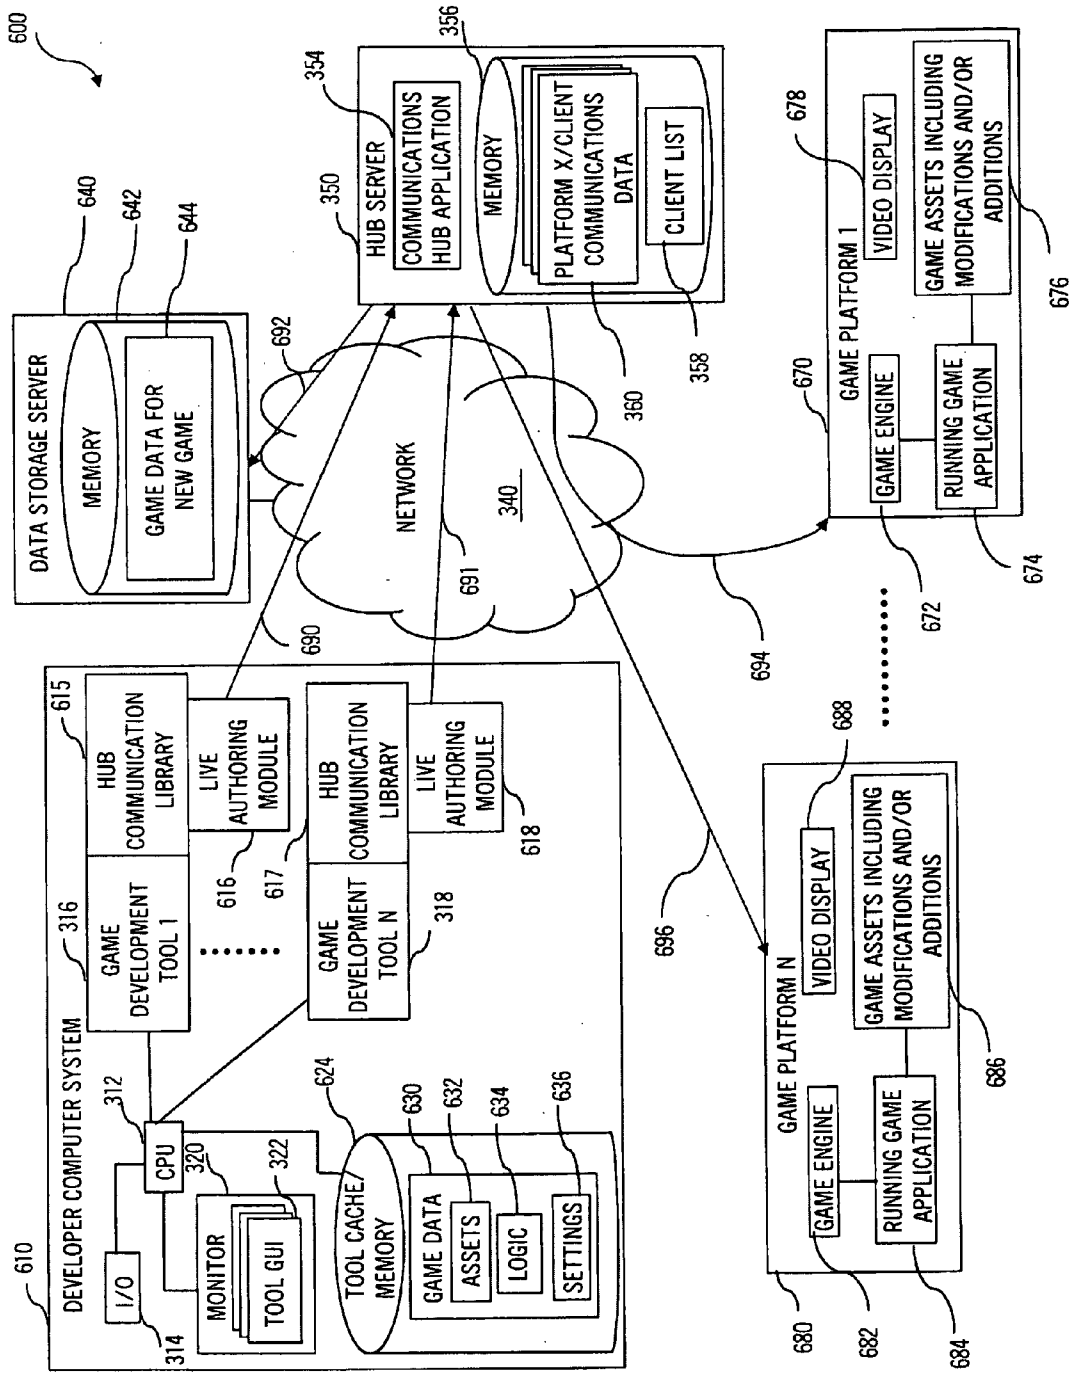 600
610
DEVELOPER COMPUTER SYSTEM
I/O
314
CPU
312
MONITOR
320
TOOL GUI
322
TOOL CACHE/
MEMORY
624
GAME DATA
630
ASSETS
632
LOGIC
634
SETTINGS
636
316
GAME
DEVELOPMENT
TOOL 1
615
HUB
COMMUNICATION
LIBRARY
LIVE
AUTHORING
MODULE
616
617
GAME
DEVELOPMENT
TOOL N
318
HUB
COMMUNICATION
LIBRARY
LIVE
AUTHORING
MODULE
618
DATA STORAGE SERVER
640
MEMORY
642
GAME DATA FOR
NEW GAME
644
690
691
692
NETWORK
340
350
HUB SERVER
354
COMMUNICATIONS
HUB APPLICATION
356
MEMORY
PLATFORM X/CLIENT
COMMUNICATIONS
DATA
360
CLIENT LIST
358
694
696
680
GAME PLATFORM N
GAME ENGINE
682
VIDEO DISPLAY
688
RUNNING GAME
APPLICATION
684
GAME ASSETS INCLUDING
MODIFICATIONS AND/OR
ADDITIONS
686
670
GAME PLATFORM 1
GAME ENGINE
672
VIDEO DISPLAY
678
RUNNING GAME
APPLICATION
674
GAME ASSETS INCLUDING
MODIFICATIONS AND/OR
ADDITIONS
676